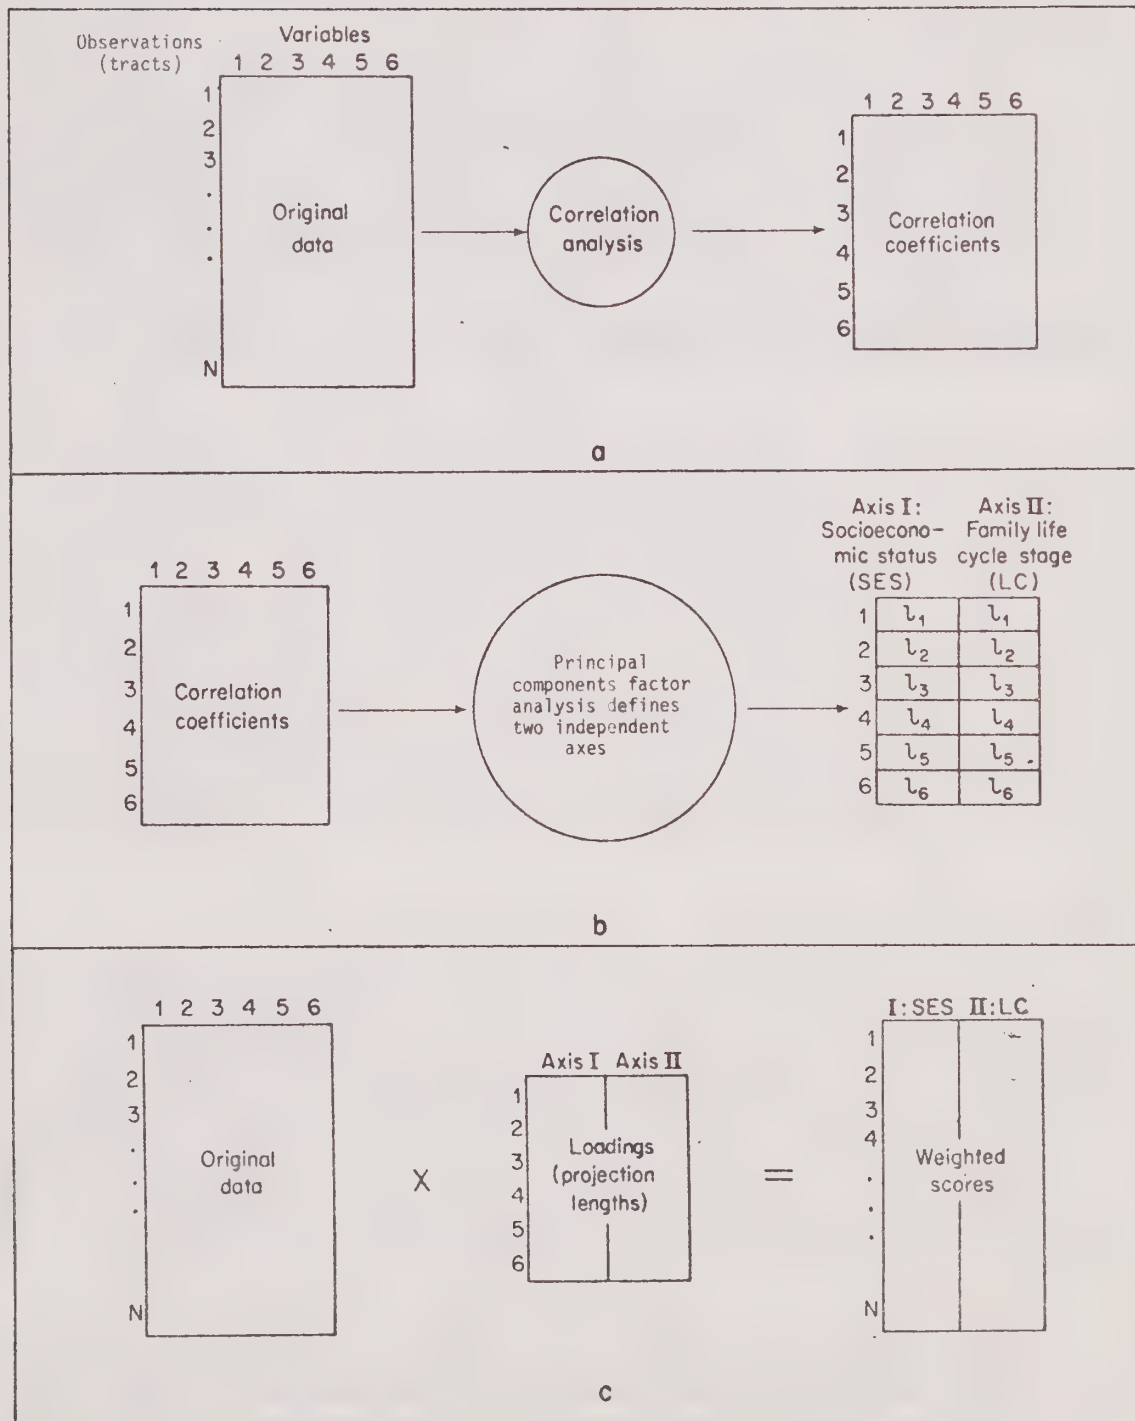 Observations
(tracts)
Variables
1 2 3 4 5 6
1
2
3
.
.
.
N
Original
data
Correlation
analysis
1 2 3 4 5 6
1
2
3
4
5
6
Correlation
coefficients
a
1 2 3 4 5 6
1
2
3
4
5
6
Correlation
coefficients
Principal
components factor
analysis defines
two independent
axes
Axis I:
Socioecono-
mic status
(SES)
Axis II:
Family life
cycle stage
(LC)
1 l₁ l₁
2 l₂ l₂
3 l₃ l₃
4 l₄ l₄
5 l₅ l₅
6 l₆ l₆
b
1 2 3 4 5 6
1
2
3
.
.
.
N
Original
data
X
Axis I Axis II
1
2
3
4
5
6
Loadings
(projection
lengths)
=
I:SES II:LC
1
2
3
4
.
.
.
N
Weighted
scores
c